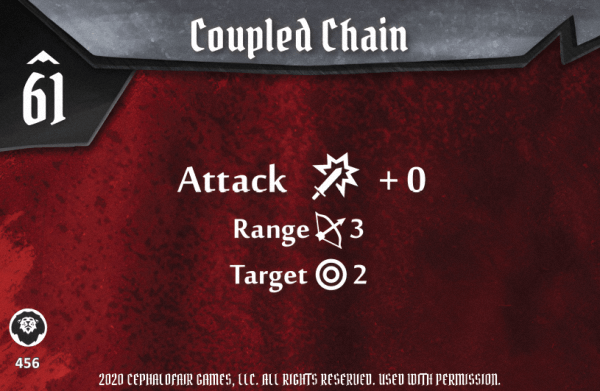 Coupled Chain
61
Attack + 0
Range 3
Target 2
456
2020 CEPHALOFAIR GAMES, LLC. ALL RIGHTS RESERVED. USED WITH PERMISSION.